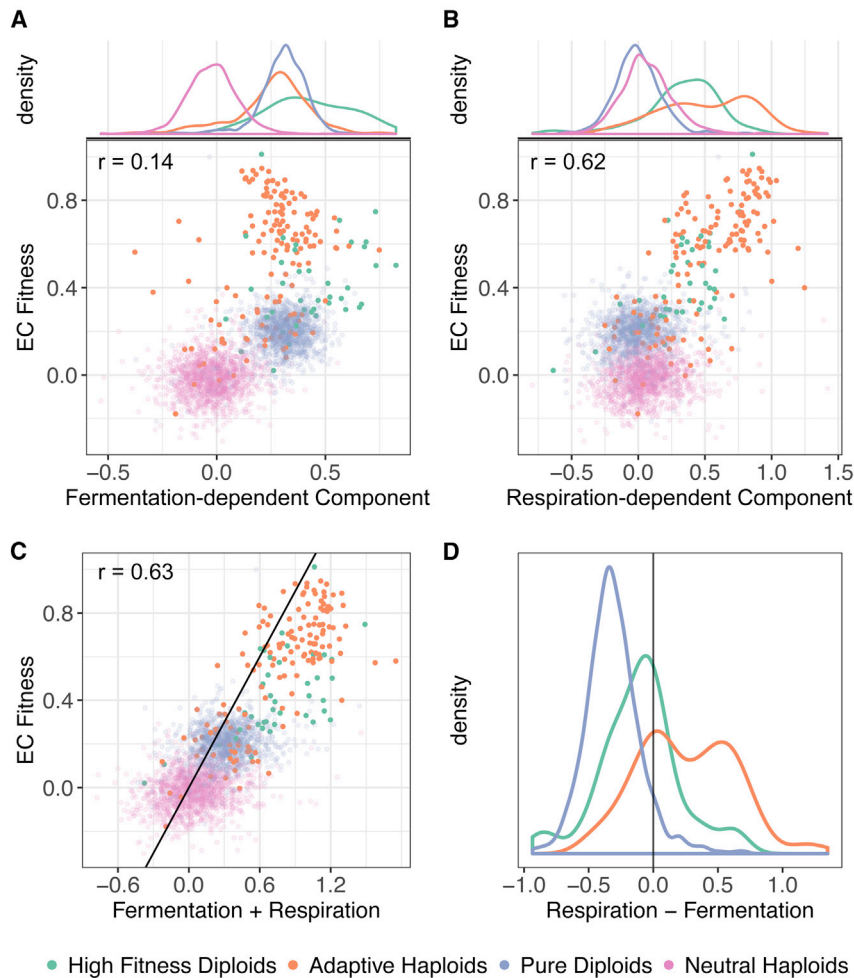 A
density
r = 0.14
EC Fitness
0.8
0.4
0.0
−0.5
0.0
0.5
Fermentation-dependent Component
B
density
r = 0.62
EC Fitness
0.8
0.4
0.0
−0.5
0.0
0.5
1.0
1.5
Respiration-dependent Component
C
r = 0.63
EC Fitness
0.8
0.4
0.0
−0.6
0.0
0.6
1.2
Fermentation + Respiration
D
density
−1.0
−0.5
0.0
0.5
1.0
Respiration − Fermentation
High Fitness Diploids
Adaptive Haploids
Pure Diploids
Neutral Haploids